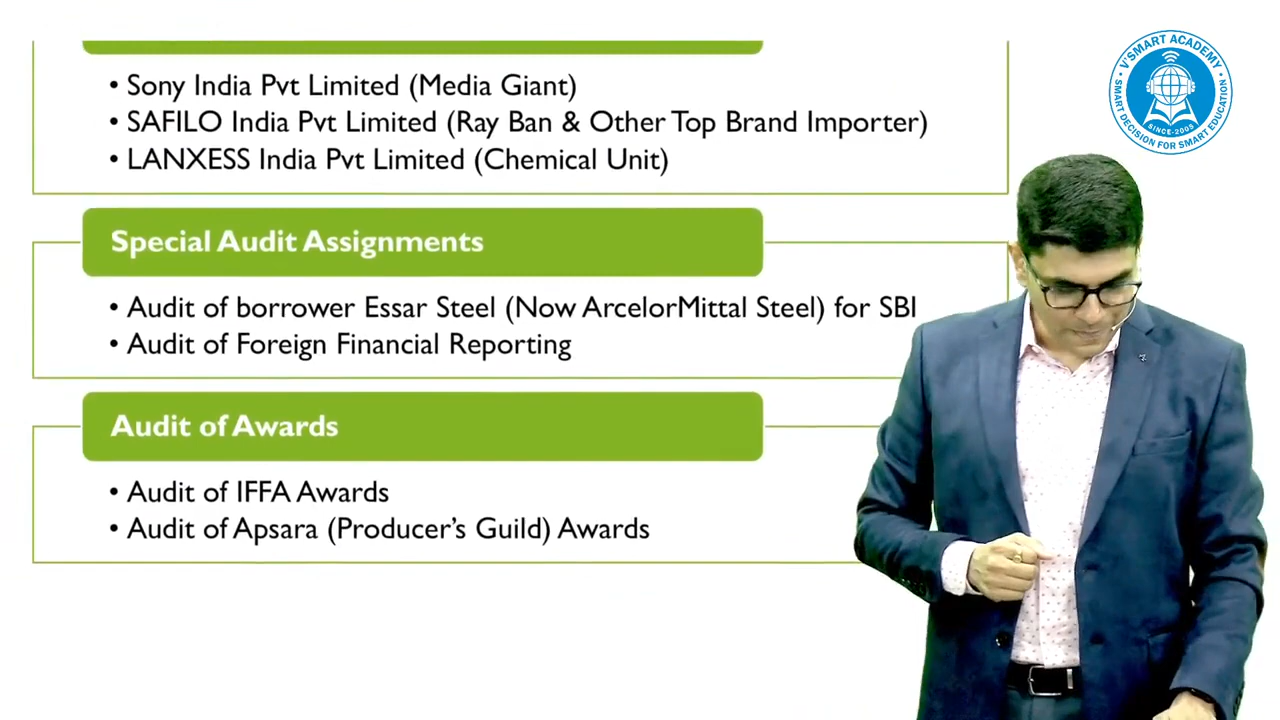 • Sony India Pvt Limited (Media Giant)
• SAFILO India Pvt Limited (Ray Ban & Other Top Brand Importer)
• LANXESS India Pvt Limited (Chemical Unit)
Special Audit Assignments
• Audit of borrower Essar Steel (Now ArcelorMittal Steel) for SBI
• Audit of Foreign Financial Reporting
Audit of Awards
• Audit of IFFA Awards
• Audit of Apsara (Producer's Guild) Awards
V'SMART ACADEMY
SINCE-2005
SMART DECISION FOR SMART EDUCATION